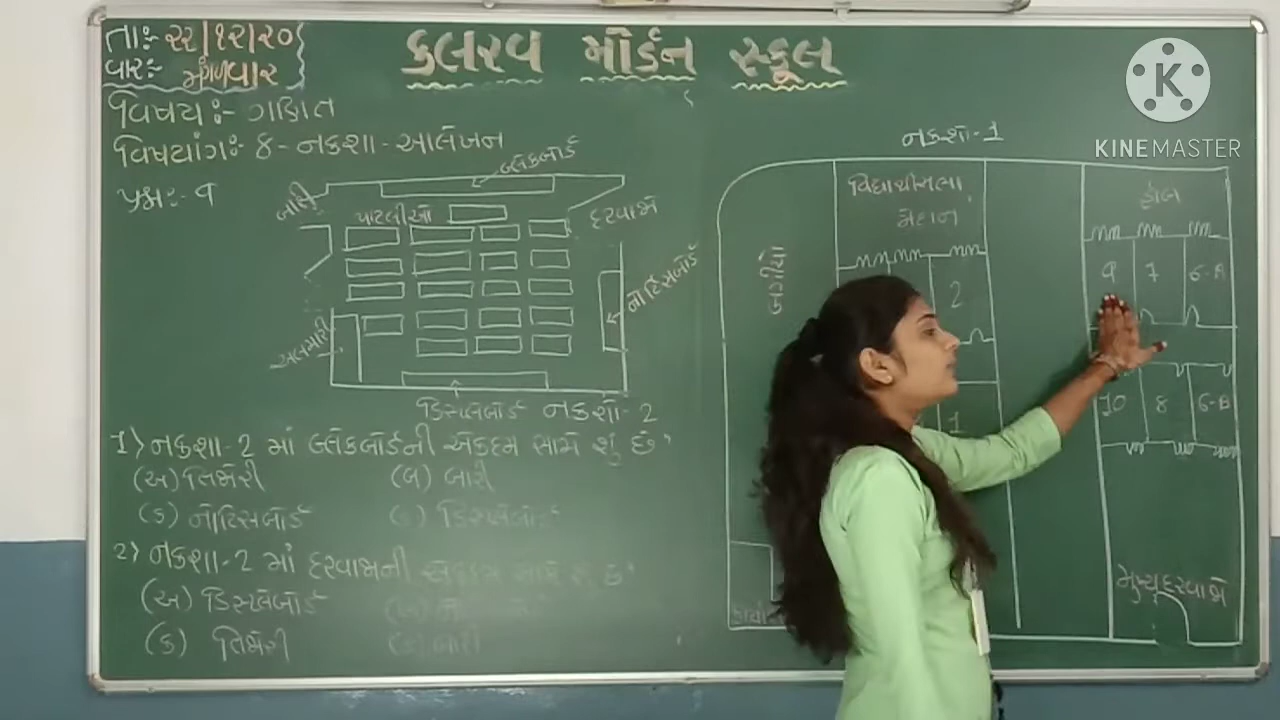 તા:- ૨૨/૧૨/૨૦
વાર:- મંગળવાર
કલરવ મોર્ડન સ્કૂલ
વિષય:- ગણિત
વિષયાંગ:- ૪ - નકશા - આલેખન
પ્રશ્ન:- ૧
બ્લેકબોર્ડ
બારી
પાટલીઓ
દરવાજો
નોટિસબોર્ડ
અલમારી
ડિસ્પ્લેબોર્ડ નકશો - 2
1) નકશા-2 માં બ્લેકબોર્ડની એકદમ સામે શું છે?
(અ) તિજોરી (બ) બારી
(ક) નોટિસબોર્ડ (ડ) ડિસ્પ્લેબોર્ડ
2) નકશા-2 માં દરવાજાની એકદમ સામે શું છે?
(અ) ડિસ્પ્લેબોર્ડ
(ક) તિજોરી (ડ) બારી
નકશો - 1
મેદાન
હોલ
બગીચો
2
9 7 6-A
1
10 8 6-B
મુખ્ય દરવાજો
KINEMASTER